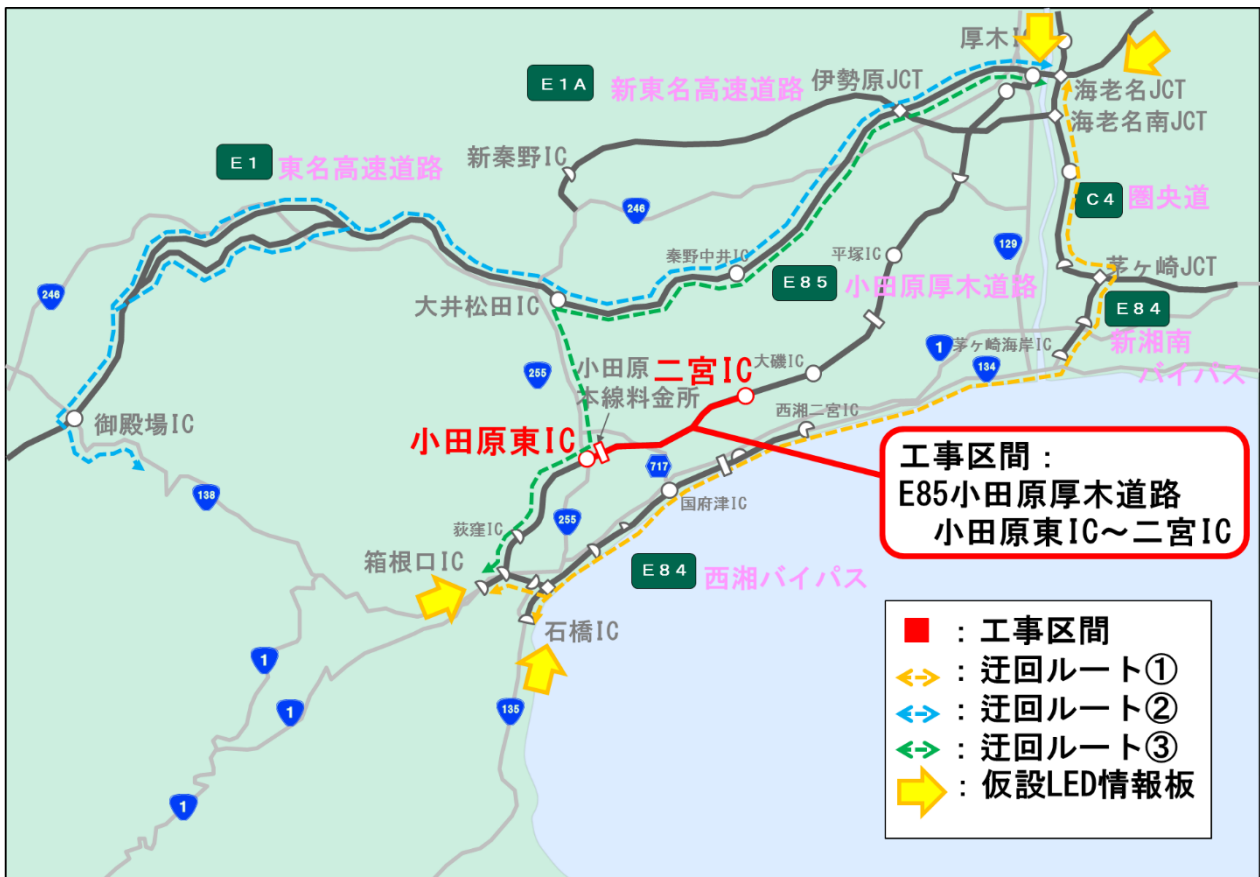 厚木IC
海老名JCT
海老名南JCT
伊勢原JCT
E1A
新東名高速道路
新秦野IC
E1
東名高速道路
246
C4
圏央道
129
246
秦野中井IC
平塚IC
E85
小田原厚木道路
茅ヶ崎JCT
E84
新湘南
バイパス
大井松田IC
255
小田原
本線料金所
二宮IC
大磯IC
1
茅ヶ崎海岸IC
134
西湘二宮IC
御殿場IC
138
小田原東IC
717
国府津IC
荻窪IC
255
箱根口IC
E84
西湘バイパス
石橋IC
135
1
1
1
工事区間：
E85小田原厚木道路
小田原東IC～二宮IC
：工事区間
：迂回ルート①
：迂回ルート②
：迂回ルート③
：仮設LED情報板